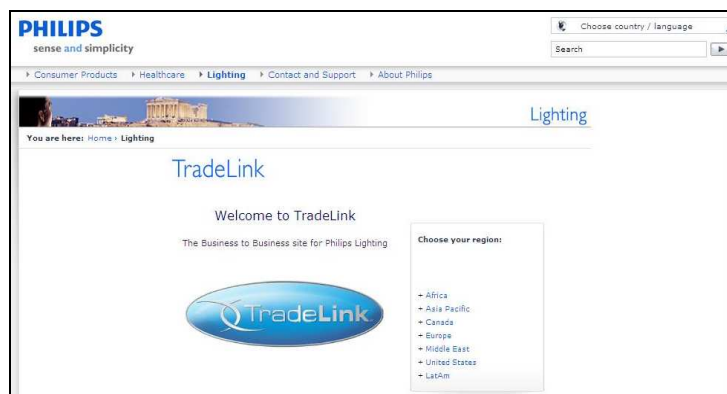 PHILIPS
sense and simplicity
Choose country / language
Search
Consumer Products Healthcare Lighting Contact and Support About Philips
Lighting
You are here: Home › Lighting
TradeLink
Welcome to TradeLink
The Business to Business site for Philips Lighting
Choose your region:
TradeLink
+ Africa
+ Asia Pacific
+ Canada
+ Europe
+ Middle East
+ United States
+ LatAm